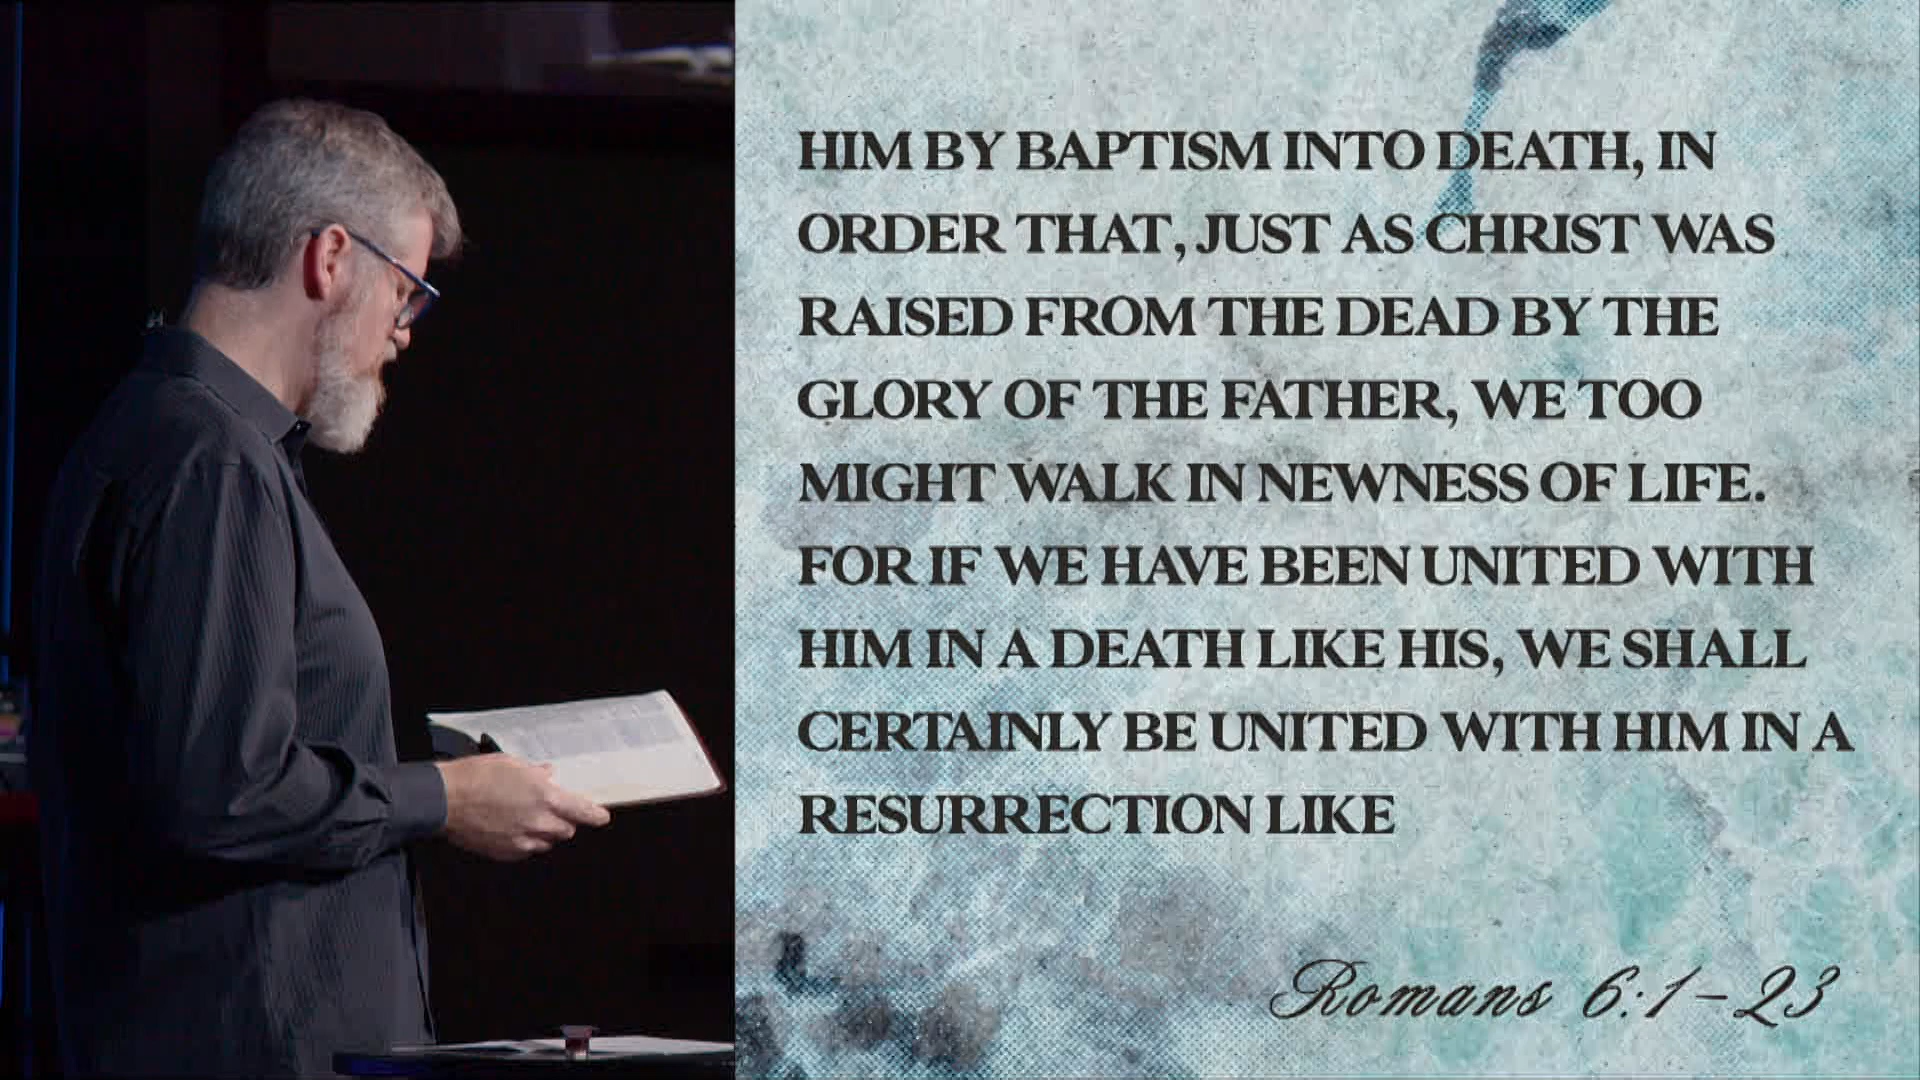 HIM BY BAPTISM INTO DEATH, IN
ORDER THAT, JUST AS CHRIST WAS
RAISED FROM THE DEAD BY THE
GLORY OF THE FATHER, WE TOO
MIGHT WALK IN NEWNESS OF LIFE.
FOR IF WE HAVE BEEN UNITED WITH
HIM IN A DEATH LIKE HIS, WE SHALL
CERTAINLY BE UNITED WITH HIM IN A
RESURRECTION LIKE
Romans 6:1-23